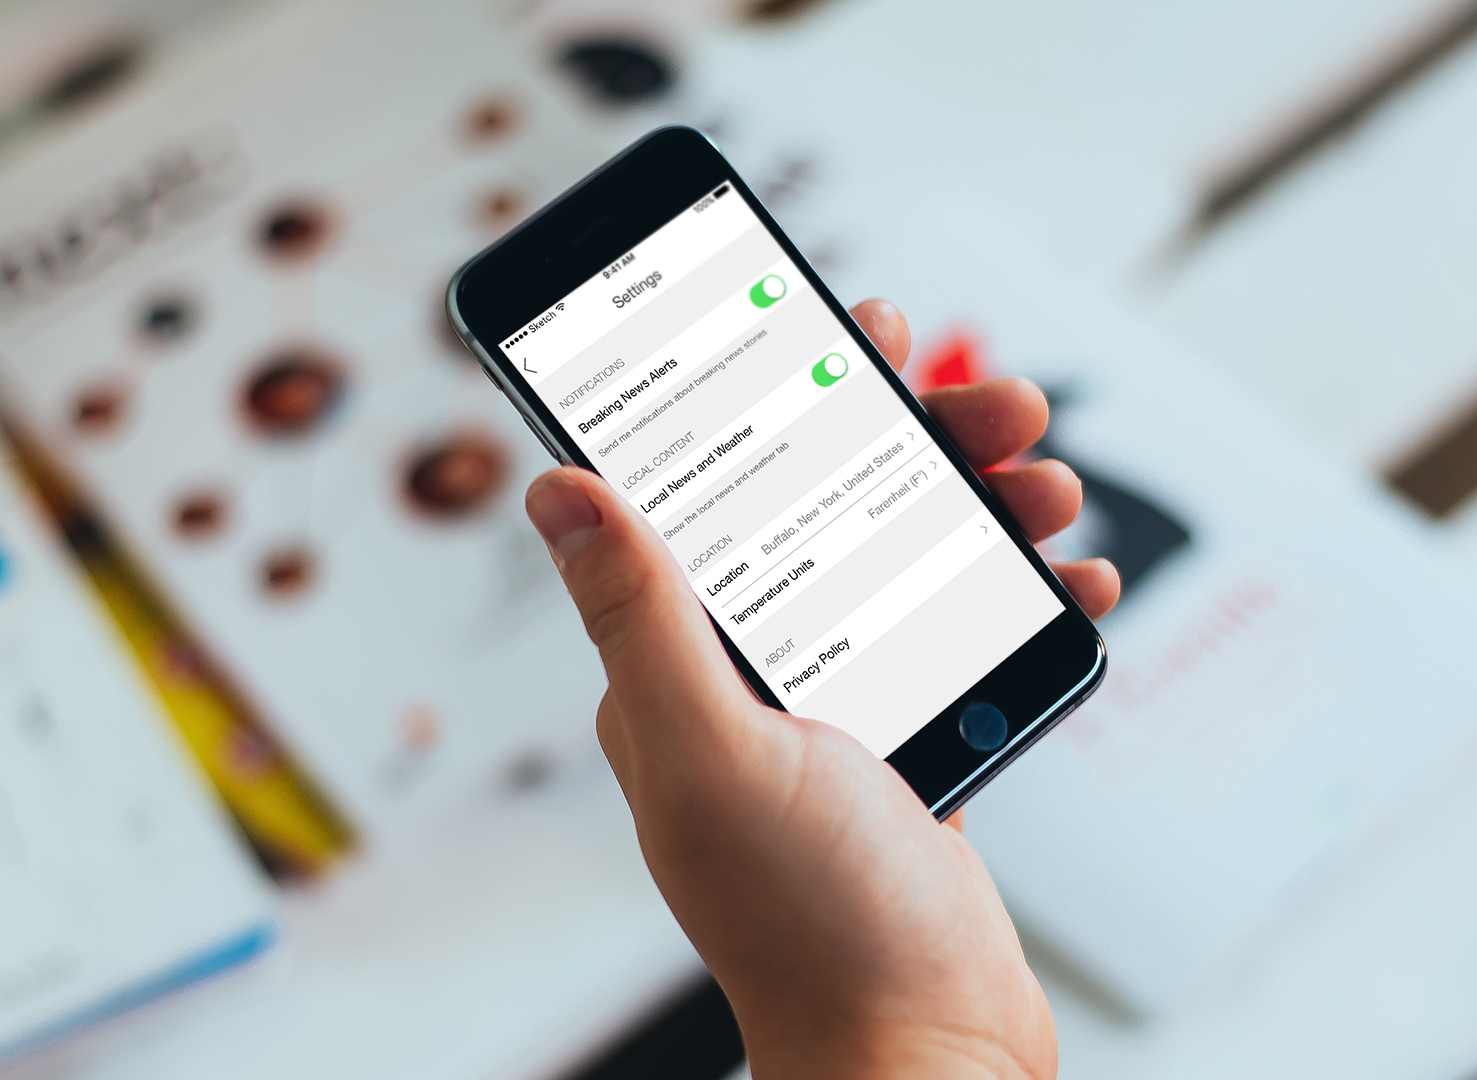 Sketch
9:41 AM
100%
Settings
NOTIFICATIONS
Breaking News Alerts
Send me notifications about breaking news stories
LOCAL CONTENT
Local News and Weather
Show the local news and weather tab
LOCATION
Location Buffalo, New York, United States
Temperature Units Farenheit (F°)
ABOUT
Privacy Policy